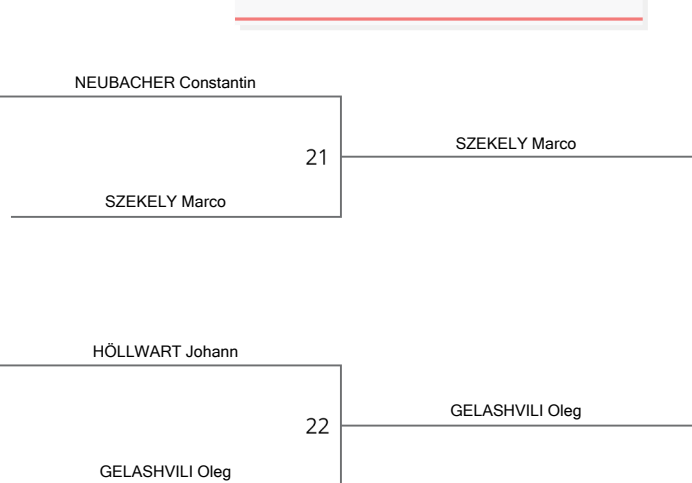 NEUBACHER Constantin
SZEKELY Marco
21
SZEKELY Marco
HÖLLWART Johann
GELASHVILI Oleg
22
GELASHVILI Oleg